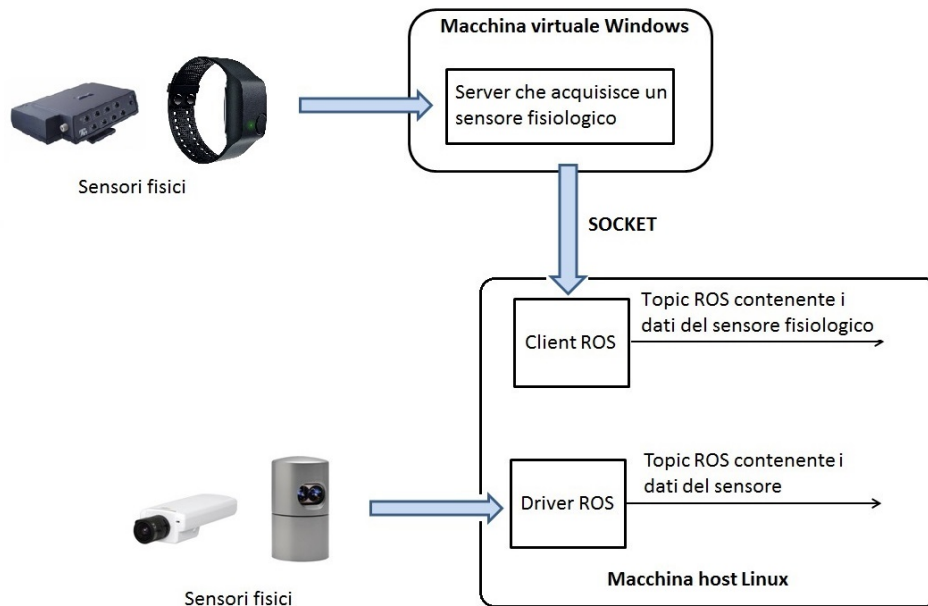 Macchina virtuale Windows
Server che acquisisce un
sensore fisiologico
Sensori fisici
SOCKET
Topic ROS contenente i
dati del sensore fisiologico
Client ROS
Topic ROS contenente i
dati del sensore
Driver ROS
Macchina host Linux
Sensori fisici